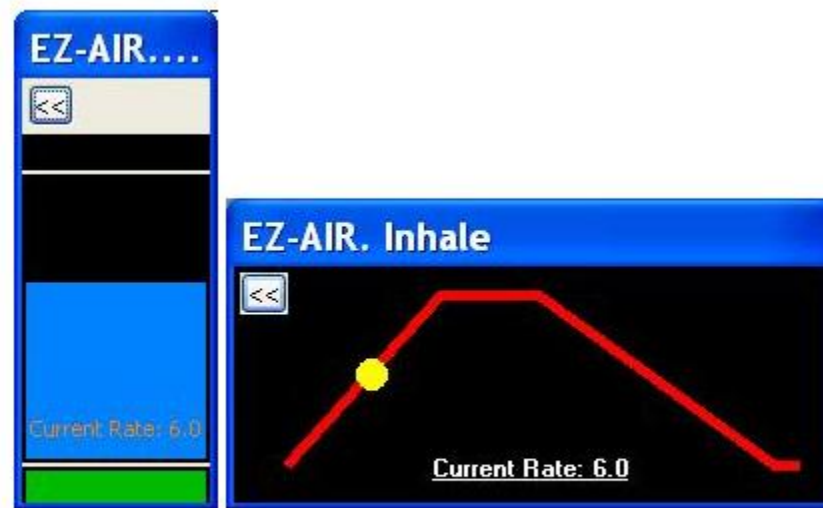 EZ-AIR....
<<
Current Rate: 6.0
EZ-AIR. Inhale
<<
Current Rate: 6.0